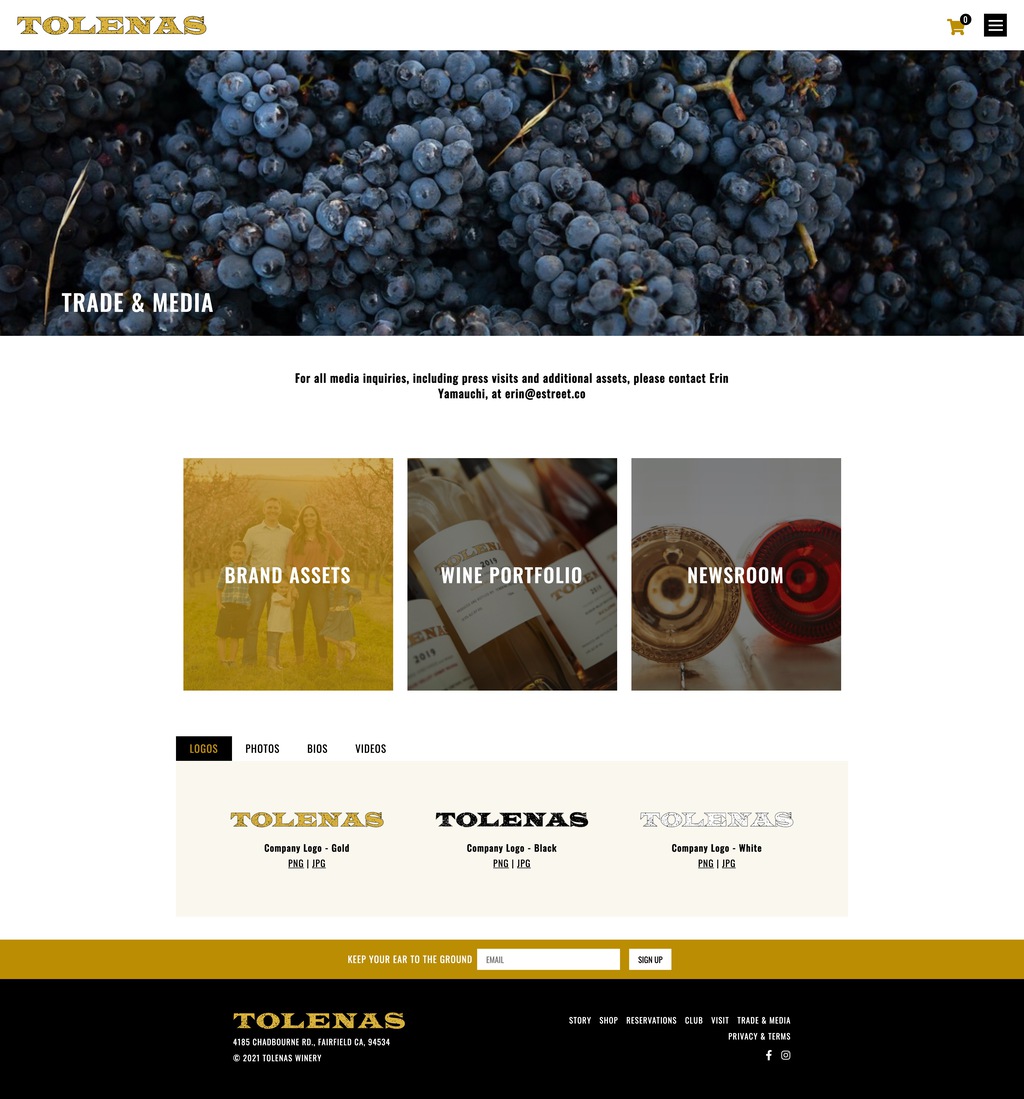 TOLENAS
0
TRADE & MEDIA
For all media inquiries, including press visits and additional assets, please contact Erin
Yamauchi, at erin@estreet.co
BRAND ASSETS
WINE PORTFOLIO
NEWSROOM
TOLENAS
2019
2019
LOGOS
PHOTOS
BIOS
VIDEOS
TOLENAS
TOLENAS
TOLENAS
Company Logo - Gold
Company Logo - Black
Company Logo - White
PNG | JPG
PNG | JPG
PNG | JPG
KEEP YOUR EAR TO THE GROUND
EMAIL
SIGN UP
TOLENAS
4185 CHADBOURNE RD., FAIRFIELD CA, 94534
© 2021 TOLENAS WINERY
STORY SHOP RESERVATIONS CLUB VISIT TRADE & MEDIA
PRIVACY & TERMS